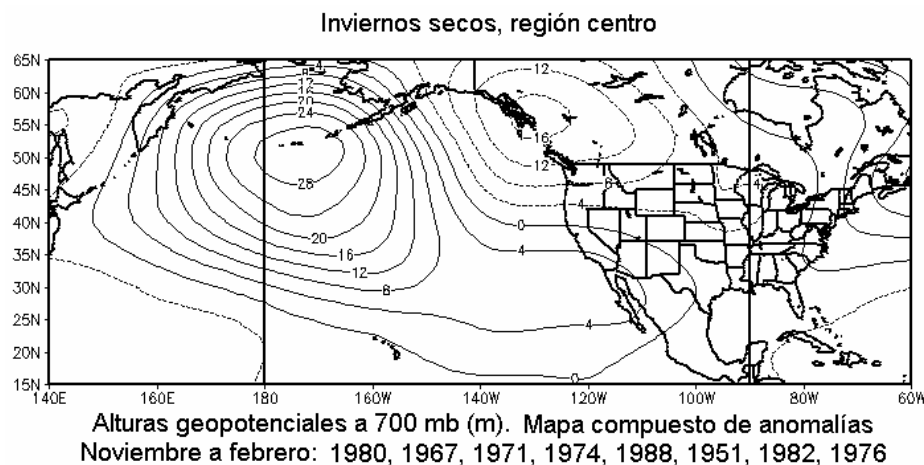 Inviernos secos, región centro
65N
60N
55N
50N
45N
40N
35N
30N
25N
20N
15N
4
8
12
16
20
24
28
20
16
12
8
0
4
4
0
-12
-16
-12
-8
-4
140E
160E
180
160W
140W
120W
100W
80W
60W
Alturas geopotenciales a 700 mb (m). Mapa compuesto de anomalías
Noviembre a febrero: 1980, 1967, 1971, 1974, 1988, 1951, 1982, 1976